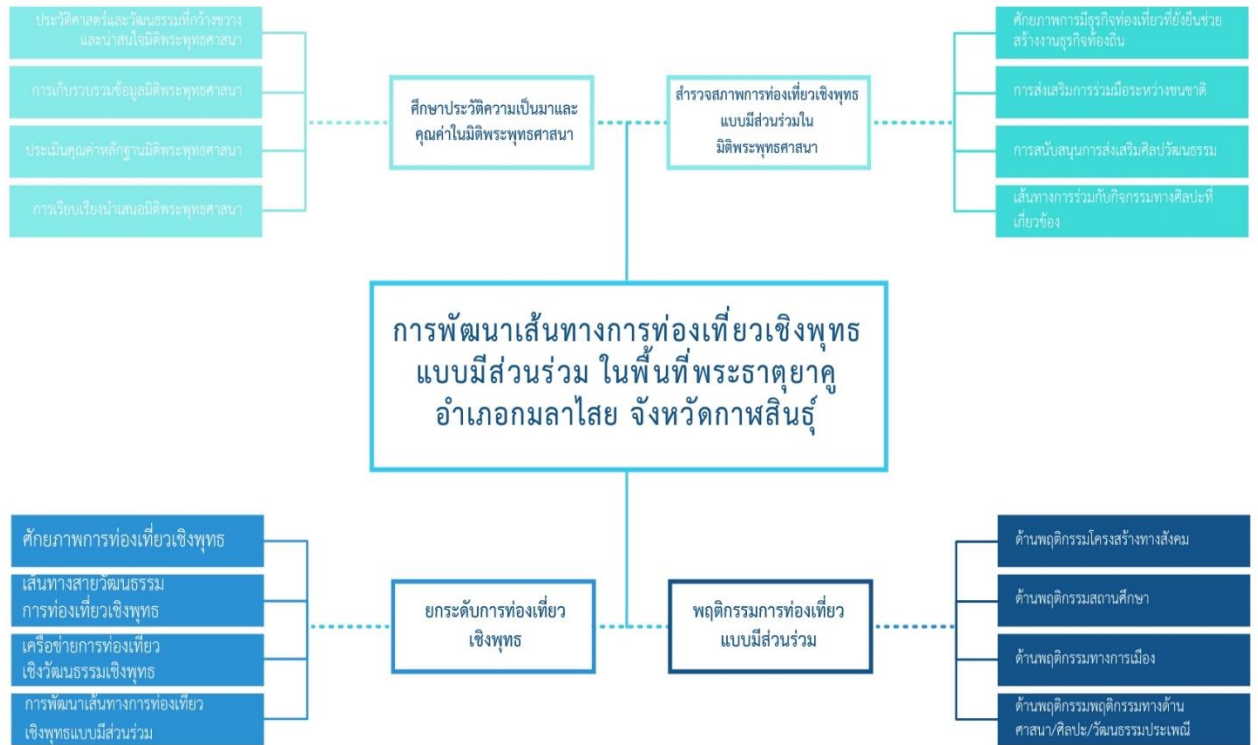 ประวัติศาสตร์และวัฒนธรรมที่กว้างขวาง
และน่าสนใจมิติพระพุทธศาสนา
การเก็บรวบรวมข้อมูลมิติพระพุทธศาสนา
ประเมินคุณค่าหลักฐานมิติพระพุทธศาสนา
การเรียบเรียงนำเสนอมิติพระพุทธศาสนา
ศึกษาประวัติความเป็นมาและ
คุณค่าในมิติพระพุทธศาสนา
สำรวจสภาพการท่องเที่ยวเชิงพุทธ
แบบมีส่วนร่วมใน
มิติพระพุทธศาสนา
ศักยภาพการมีธุรกิจท่องเที่ยวที่ยั่งยืนช่วย
สร้างงานธุรกิจท้องถิ่น
การส่งเสริมการร่วมมือระหว่างชนชาติ
การสนับสนุนการส่งเสริมศิลปวัฒนธรรม
เส้นทางการร่วมกับกิจกรรมทางศิลปะที่
เกี่ยวข้อง
การพัฒนาเส้นทางการท่องเที่ยวเชิงพุทธ
แบบมีส่วนร่วม ในพื้นที่พระธาตุยาคู
อำเภอกมลาไสย จังหวัดกาฬสินธุ์
ศักยภาพการท่องเที่ยวเชิงพุทธ
เส้นทางสายวัฒนธรรม
การท่องเที่ยวเชิงพุทธ
เครือข่ายการท่องเที่ยว
เชิงวัฒนธรรมเชิงพุทธ
การพัฒนาเส้นทางการท่องเที่ยว
เชิงพุทธแบบมีส่วนร่วม
ยกระดับการท่องเที่ยว
เชิงพุทธ
พฤติกรรมการท่องเที่ยว
แบบมีส่วนร่วม
ด้านพฤติกรรมโครงสร้างทางสังคม
ด้านพฤติกรรมสถานศึกษา
ด้านพฤติกรรมทางการเมือง
ด้านพฤติกรรมพฤติกรรมทางด้าน
ศาสนา/ศิลปะ/วัฒนธรรมประเพณี